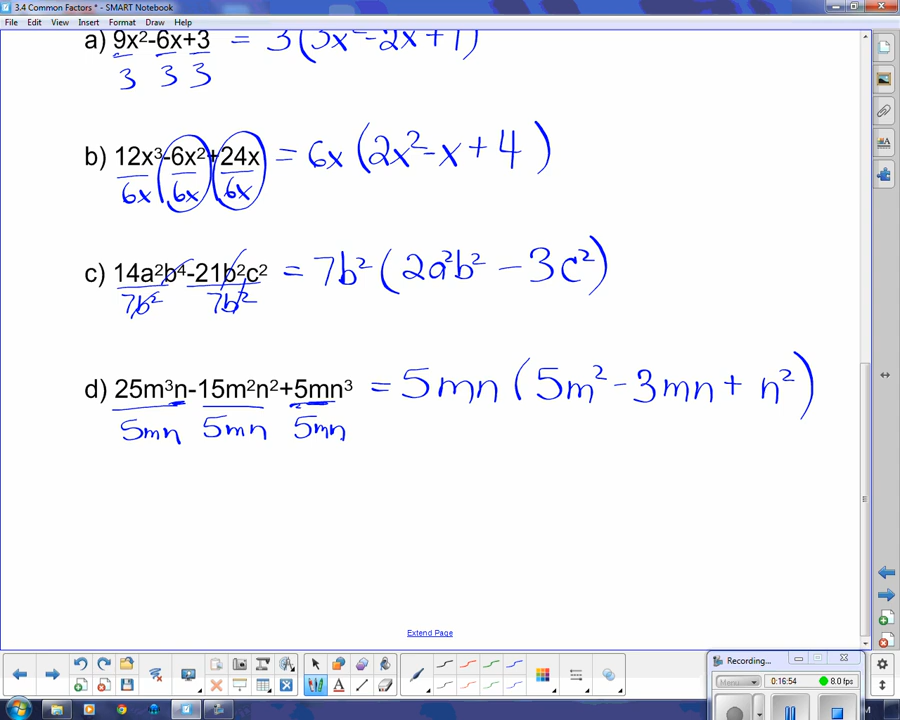 3.4 Common Factors * - SMART Notebook
File Edit View Insert Format Draw Help
a) 9x²-6x+3 = 3(3x²-2x+1)
3 3 3
b) 12x³-6x²+24x = 6x(2x²-x+4)
6x 6x 6x
c) 14a²b⁴-21b²c² = 7b²(2a²b²-3c²)
7b² 7b²
d) 25m³n-15m²n²+5mn³ = 5mn(5m²-3mn+n²)
5mn 5mn 5mn
Extend Page
Recording...
Menu 0:16:54 8.0 fps